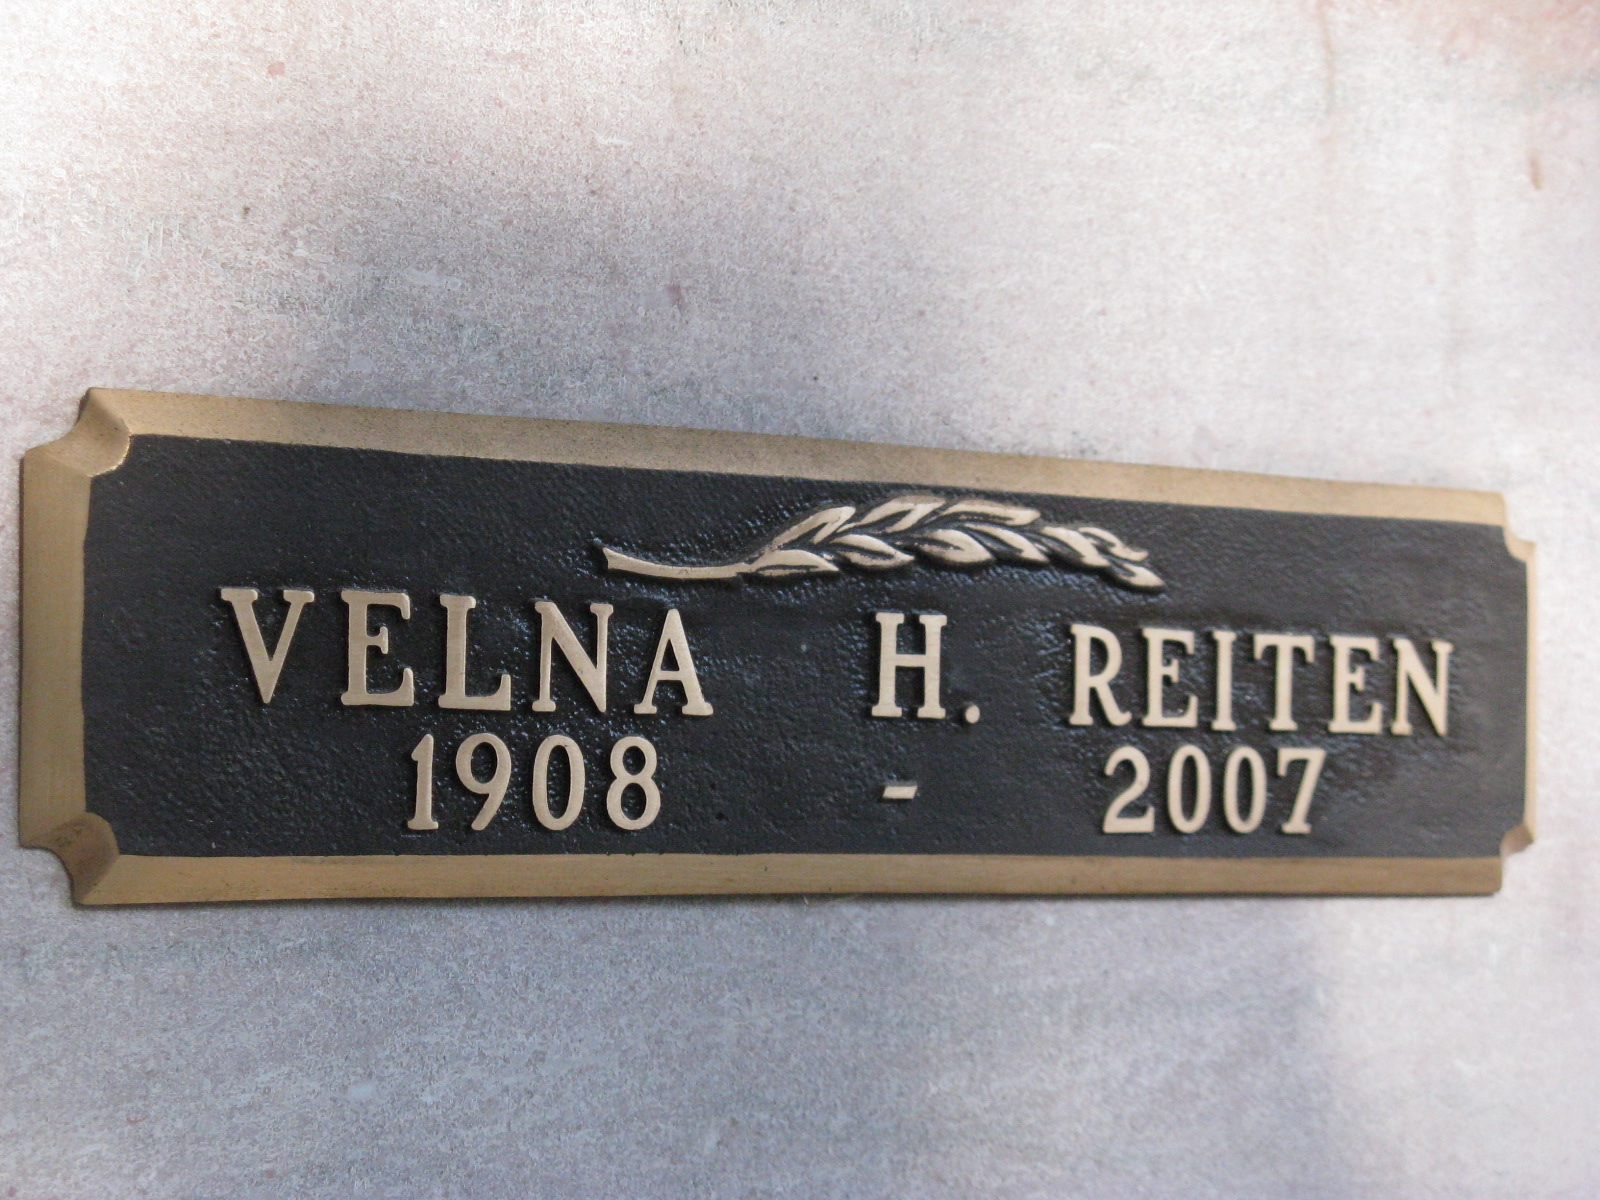 VELNA H. REITEN
1908 - 2007